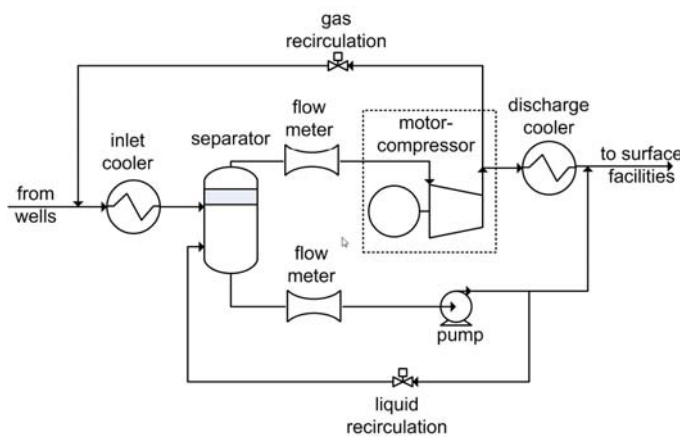 gas
recirculation
flow
meter
motor-
compressor
discharge
cooler
inlet
cooler
separator
to surface
facilities
from
wells
flow
meter
pump
liquid
recirculation